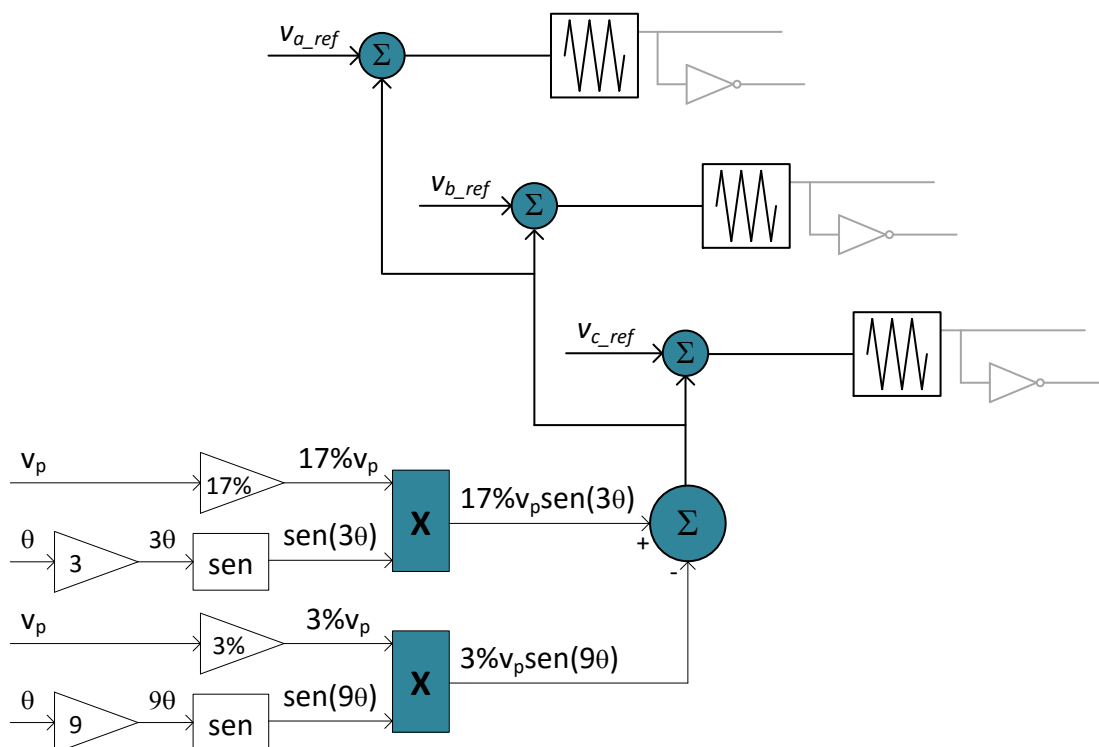 v_a_ref
Σ
v_b_ref
Σ
v_c_ref
Σ
v_p
17%
17%v_p
X
17%v_psen(3θ)
Σ
+
-
θ
3
3θ
sen
sen(3θ)
v_p
3%
3%v_p
X
3%v_psen(9θ)
θ
9
9θ
sen
sen(9θ)